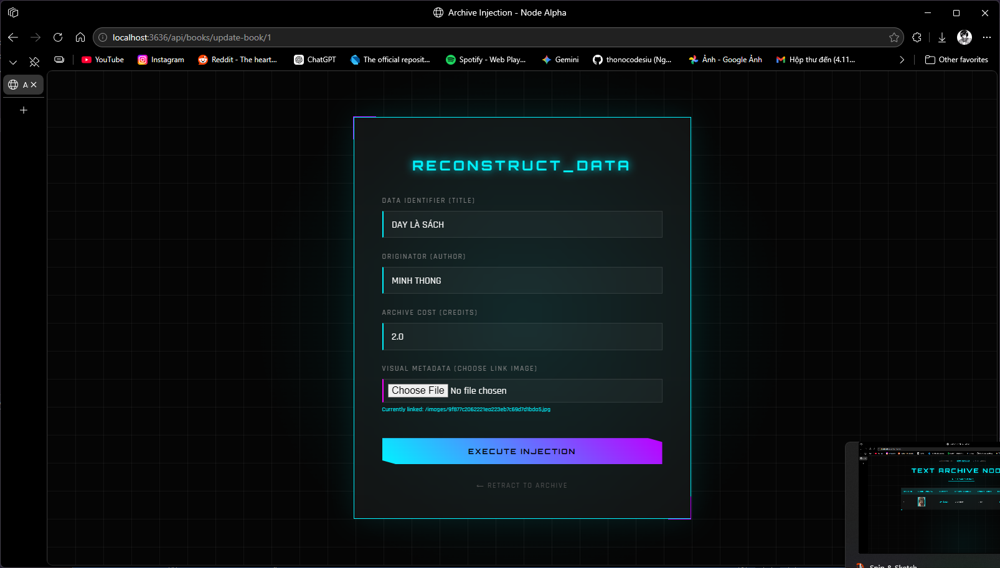 Archive Injection - Node Alpha
localhost:3636/api/books/update-book/1
YouTube
Instagram
Reddit - The heart...
ChatGPT
The official reposit...
Spotify - Web Play...
Gemini
thonocodesiu (Ng...
Ảnh - Google Ảnh
Hộp thư đến (4.11...
Other favorites
A
RECONSTRUCT_DATA
DATA IDENTIFIER (TITLE)
DAY LÀ SÁCH
ORIGINATOR (AUTHOR)
MINH THONG
ARCHIVE COST (CREDITS)
2.0
VISUAL METADATA (CHOOSE LINK IMAGE)
Choose File No file chosen
Currently linked: /images/9f877c2062221ea223eb7c69d7d1bda5.jpg
EXECUTE INJECTION
← RETRACT TO ARCHIVE
TEXT ARCHIVE NOD
Snip & Sketch